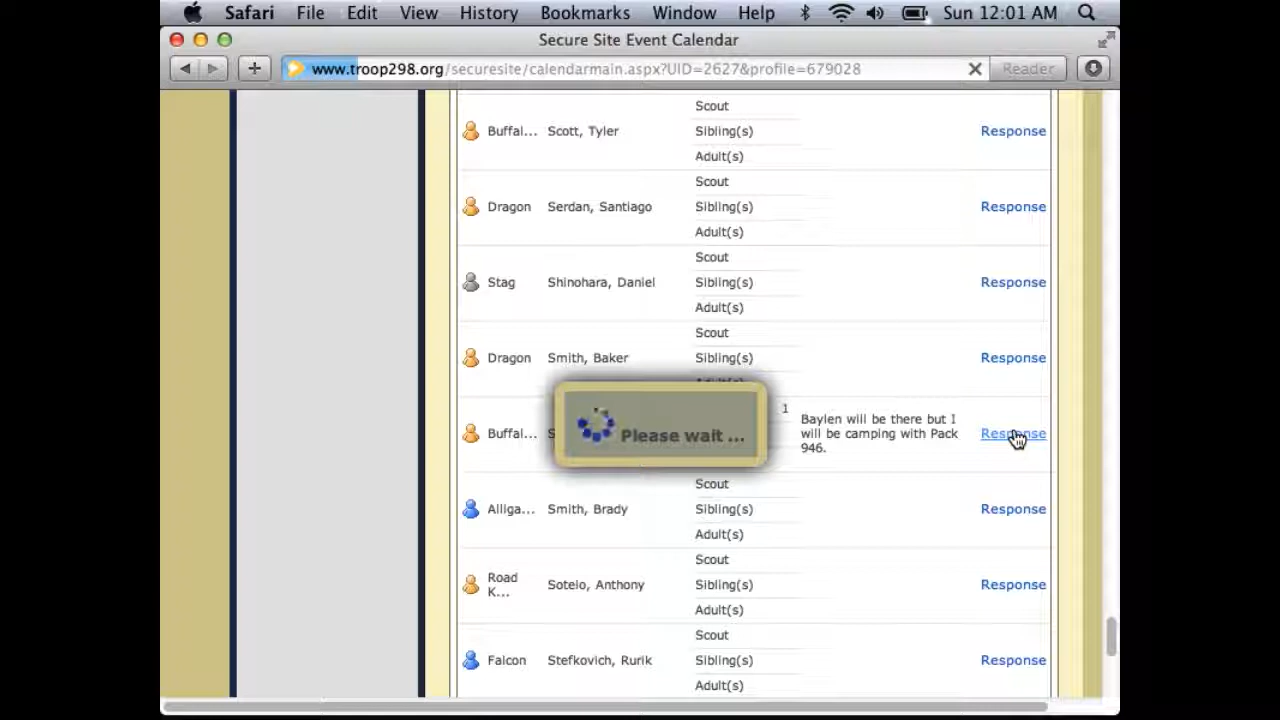 Safari File Edit View History Bookmarks Window Help Sun 12:01 AM
Secure Site Event Calendar
www.troop298.org/securesite/calendarmain.aspx?UID=2627&profile=679028 Reader
Scout
Buffal... Scott, Tyler Sibling(s) Response
Adult(s)
Scout
Dragon Serdan, Santiago Sibling(s) Response
Adult(s)
Scout
Stag Shinohara, Daniel Sibling(s) Response
Adult(s)
Scout
Dragon Smith, Baker Sibling(s) Response
Adult(s)
1
Baylen will be there but I
Buffal... S will be camping with Pack Response
946.
Please wait ...
Scout
Alliga... Smith, Brady Sibling(s) Response
Adult(s)
Scout
Road
K... Sotelo, Anthony Sibling(s) Response
Adult(s)
Scout
Falcon Stefkovich, Rurik Sibling(s) Response
Adult(s)